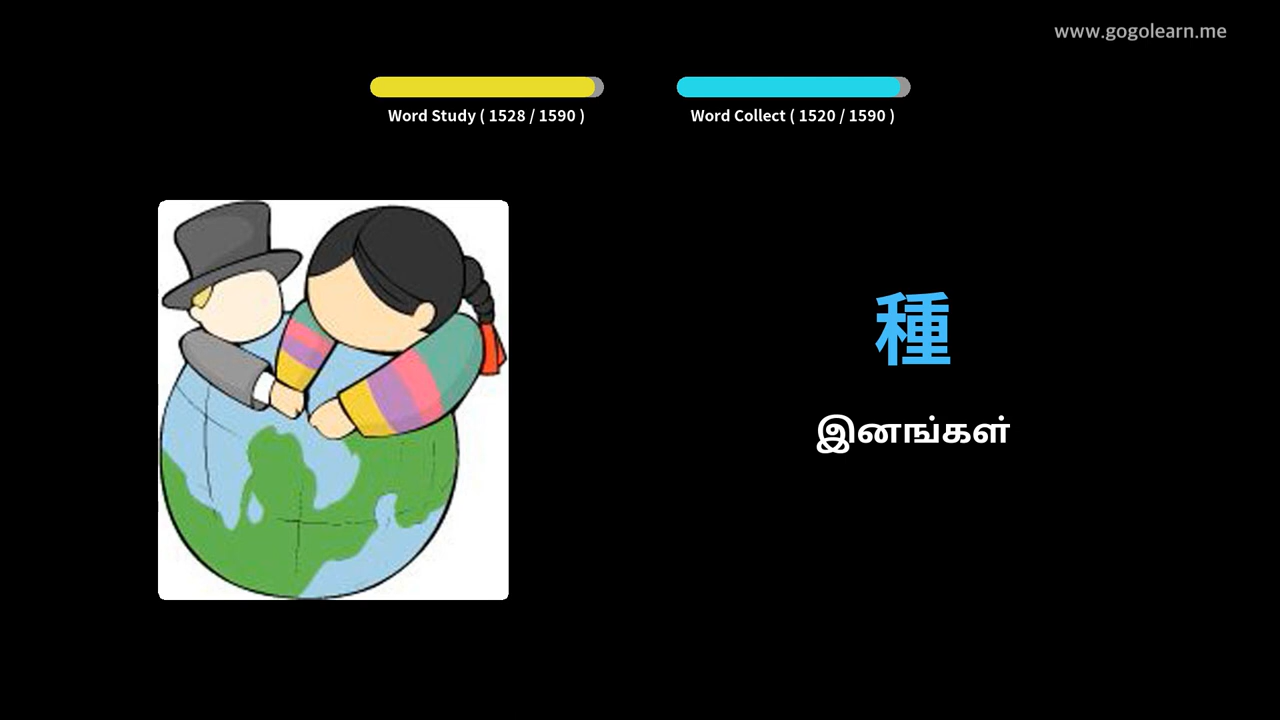 www.gogolearn.me
Word Study ( 1528 / 1590 )
Word Collect ( 1520 / 1590 )
種
இனங்கள்